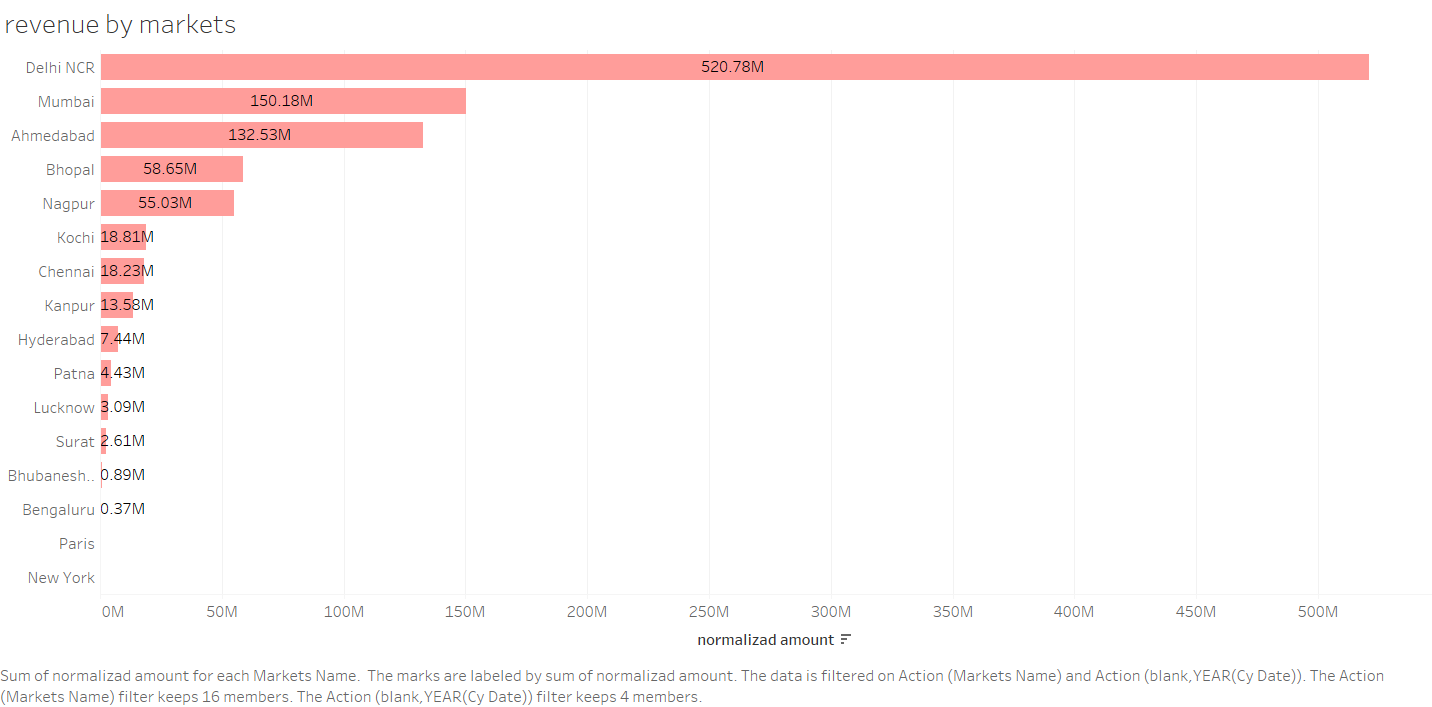 revenue by markets
Delhi NCR 520.78M
Mumbai 150.18M
Ahmedabad 132.53M
Bhopal 58.65M
Nagpur 55.03M
Kochi 18.81M
Chennai 18.23M
Kanpur 13.58M
Hyderabad 7.44M
Patna 4.43M
Lucknow 3.09M
Surat 2.61M
Bhubanesh.. 0.89M
Bengaluru 0.37M
Paris
New York
0M 50M 100M 150M 200M 250M 300M 350M 400M 450M 500M
normalizad amount
Sum of normalizad amount for each Markets Name.  The marks are labeled by sum of normalizad amount. The data is filtered on Action (Markets Name) and Action (blank,YEAR(Cy Date)). The Action
(Markets Name) filter keeps 16 members. The Action (blank,YEAR(Cy Date)) filter keeps 4 members.